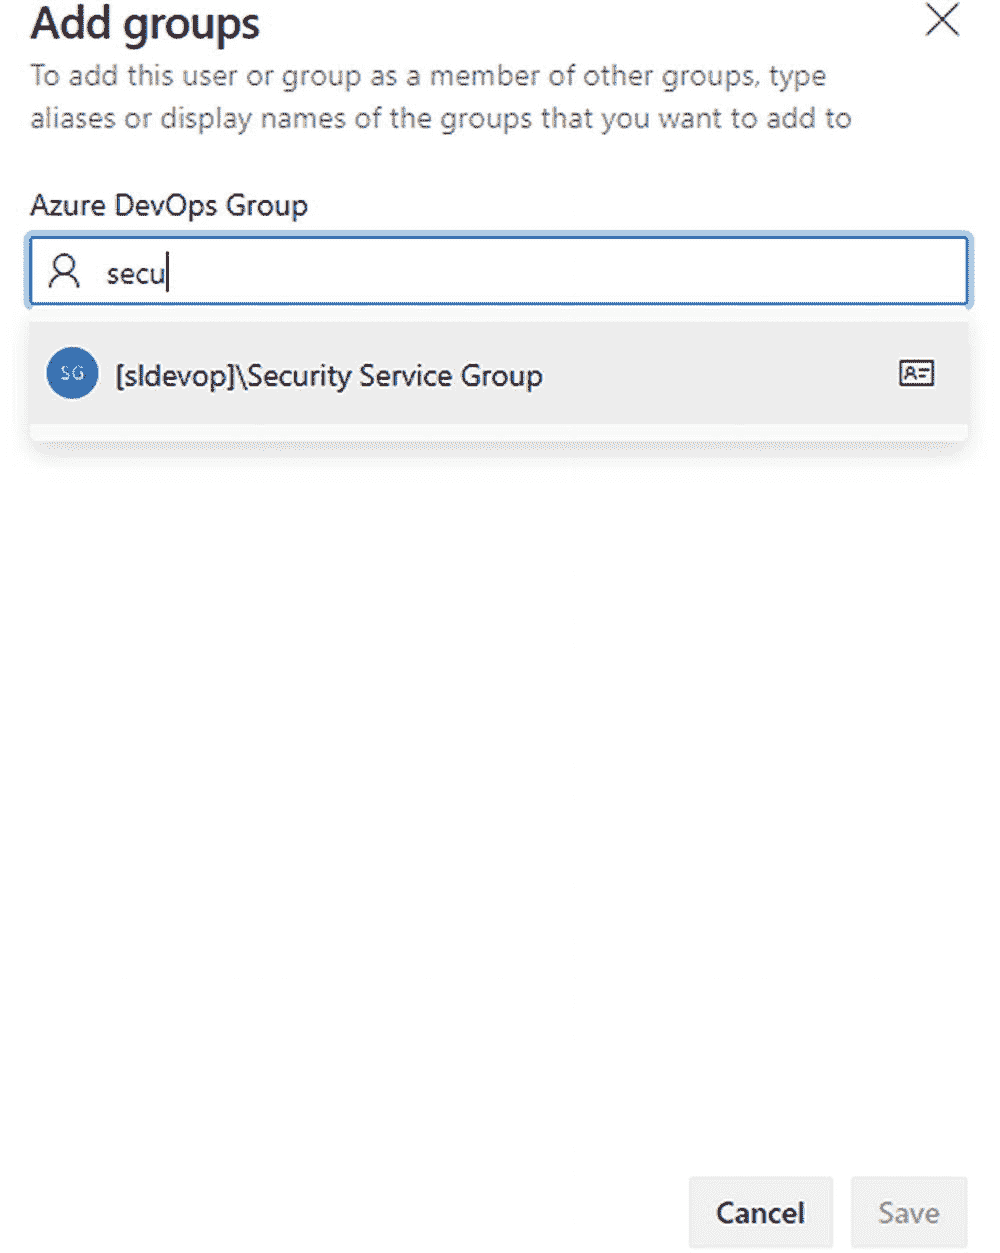 Add groups
To add this user or group as a member of other groups, type
aliases or display names of the groups that you want to add to
Azure DevOps Group
secu
SG [sldevop]\Security Service Group
Cancel Save